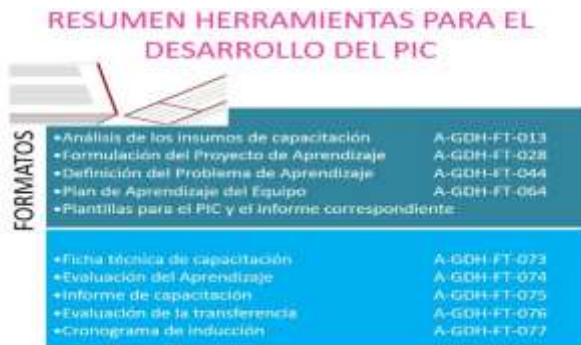 RESUMEN HERRAMIENTAS PARA EL
DESARROLLO DEL PIC
FORMATOS
•Análisis de los insumos de capacitación A-GDH-FT-013
•Formulación del Proyecto de Aprendizaje A-GDH-FT-028
•Definición del Problema de Aprendizaje A-GDH-FT-044
•Plan de Aprendizaje del Equipo A-GDH-FT-064
•Plantillas para el PIC y el informe correspondiente
•Ficha técnica de capacitación A-GDH-FT-073
•Evaluación del Aprendizaje A-GDH-FT-074
•Informe de capacitación A-GDH-FT-075
•Evaluación de la transferencia A-GDH-FT-076
•Cronograma de inducción A-GDH-FT-077